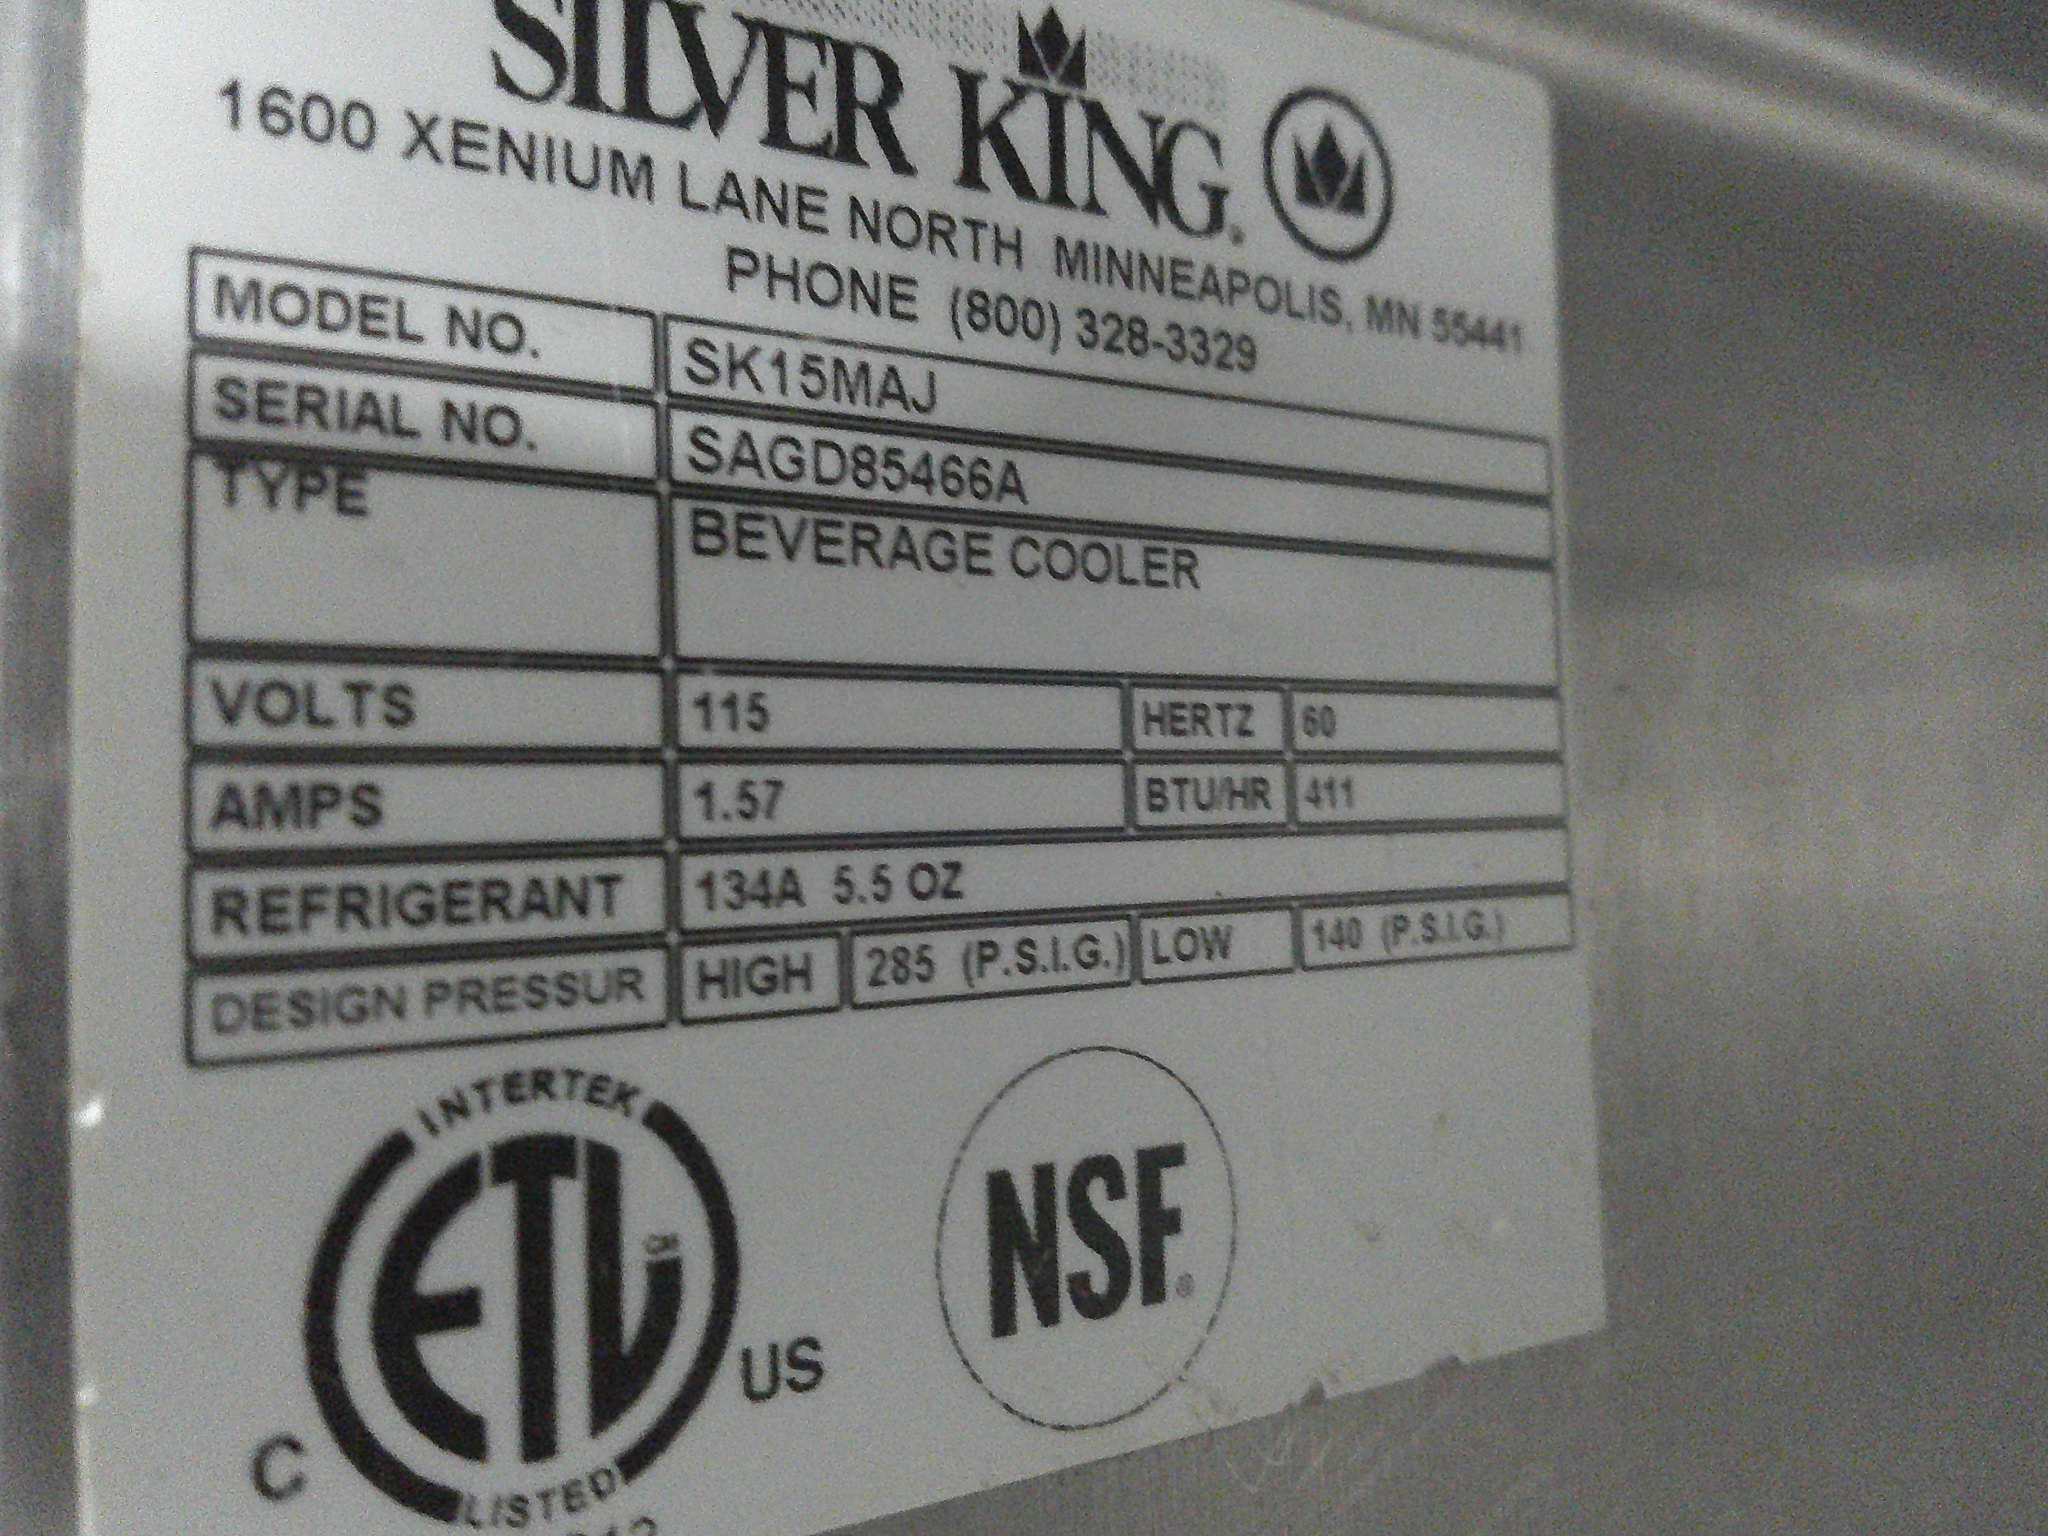 SILVER KING®
1600 XENIUM LANE NORTH MINNEAPOLIS, MN 55441
PHONE (800) 328-3329
MODEL NO. SK15MAJ
SERIAL NO. SAGD85466A
TYPE BEVERAGE COOLER
VOLTS 115 HERTZ 60
AMPS 1.57 BTU/HR 411
REFRIGERANT 134A 5.5 OZ
DESIGN PRESSUR HIGH 285 (P.S.I.G.) LOW 140 (P.S.I.G.)
INTERTEK
ETL
CM
C US
LISTED
NSF®